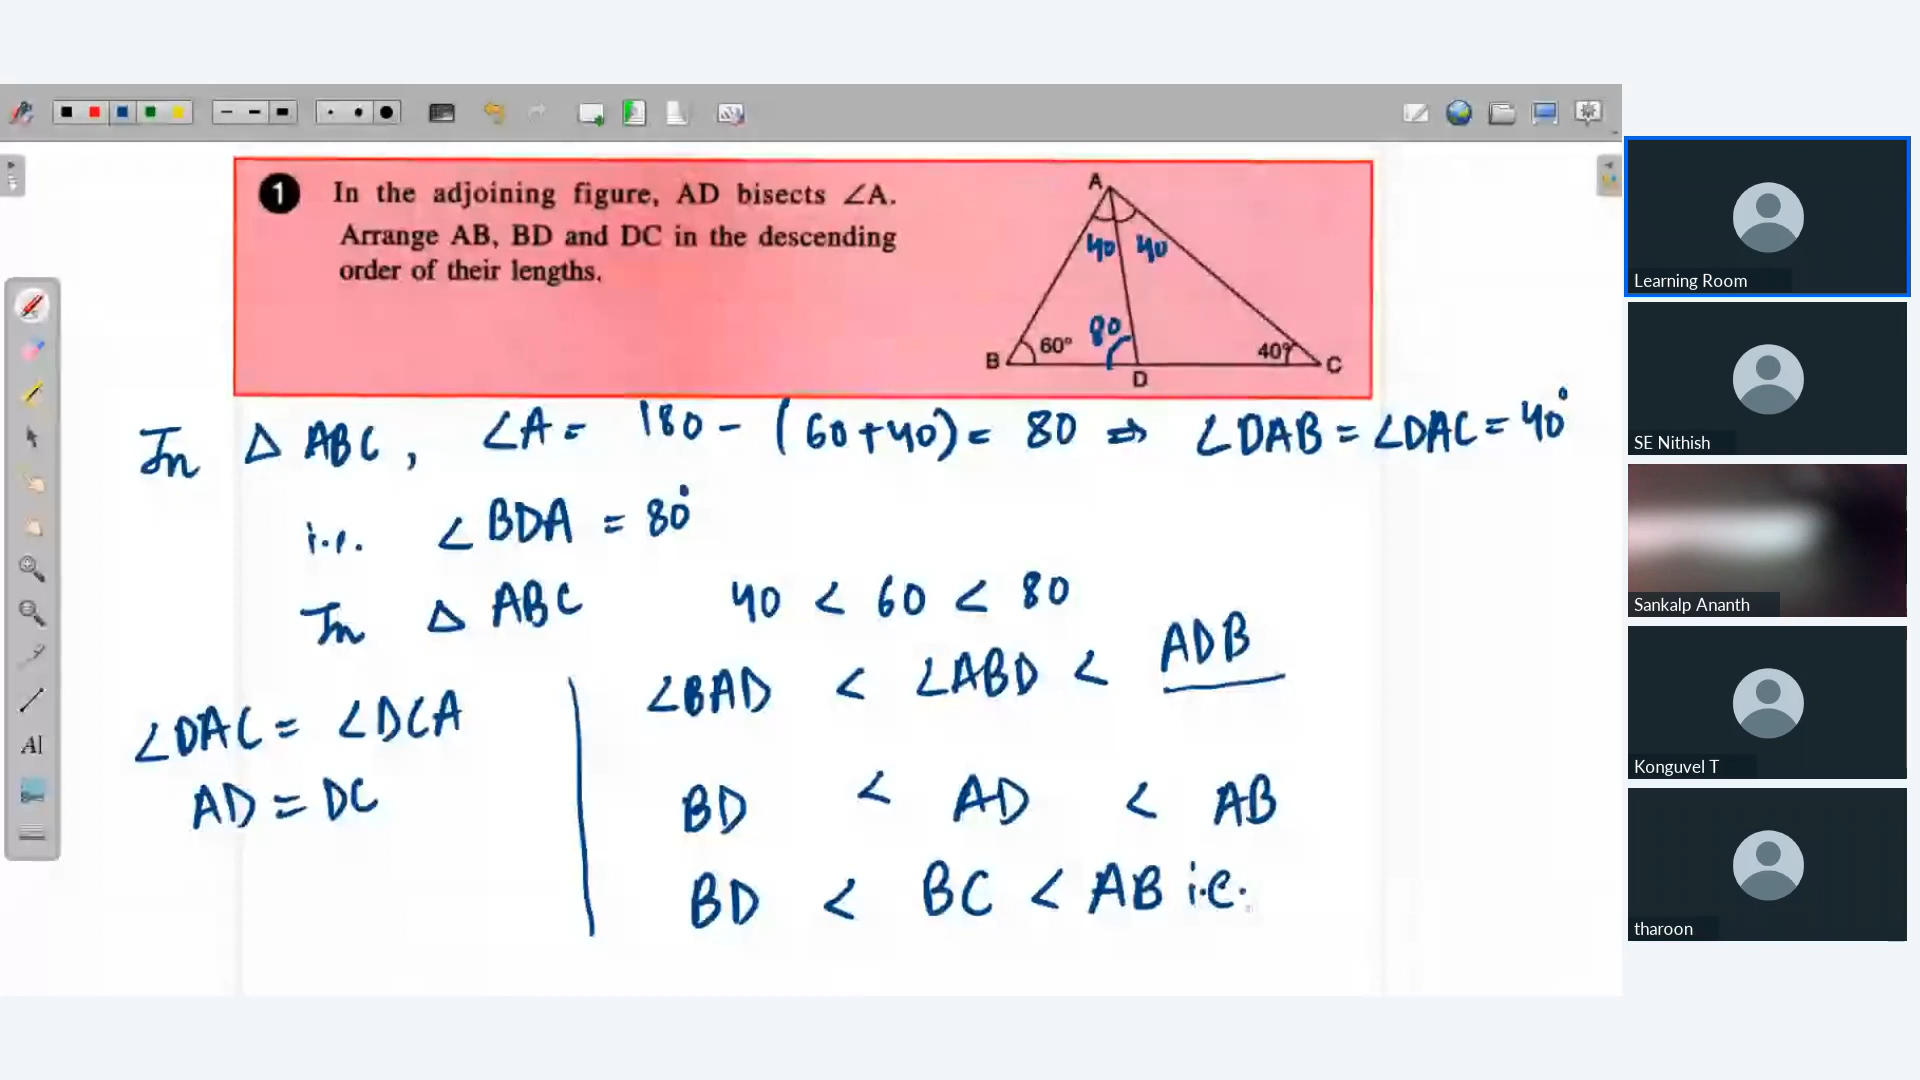 1 In the adjoining figure, AD bisects ∠A.
Arrange AB, BD and DC in the descending
order of their lengths.
A
40 40
80
B 60° 40° C
D
In △ ABC, ∠A = 180 - (60+40) = 80 ⇒ ∠DAB = ∠DAC = 40°
i.e. ∠BDA = 80°
In △ ABC 40 < 60 < 80
∠BAD < ∠ABD < ADB
∠DAC = ∠DCA
AD = DC
BD < AD < AB
BD < BC < AB i.e.
AI
Learning Room
SE Nithish
Sankalp Ananth
Konguvel T
tharoon